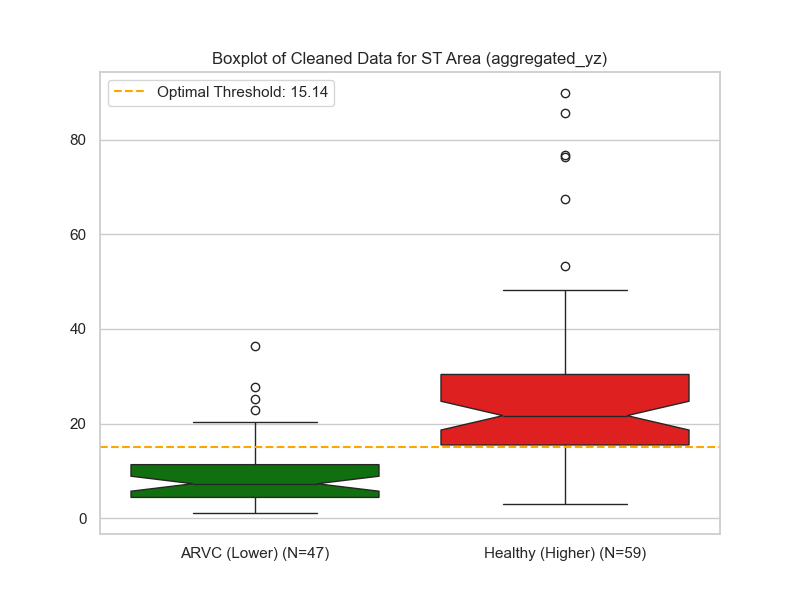 Boxplot of Cleaned Data for ST Area (aggregated_yz)
Optimal Threshold: 15.14
80
60
40
20
0
ARVC (Lower) (N=47)
Healthy (Higher) (N=59)